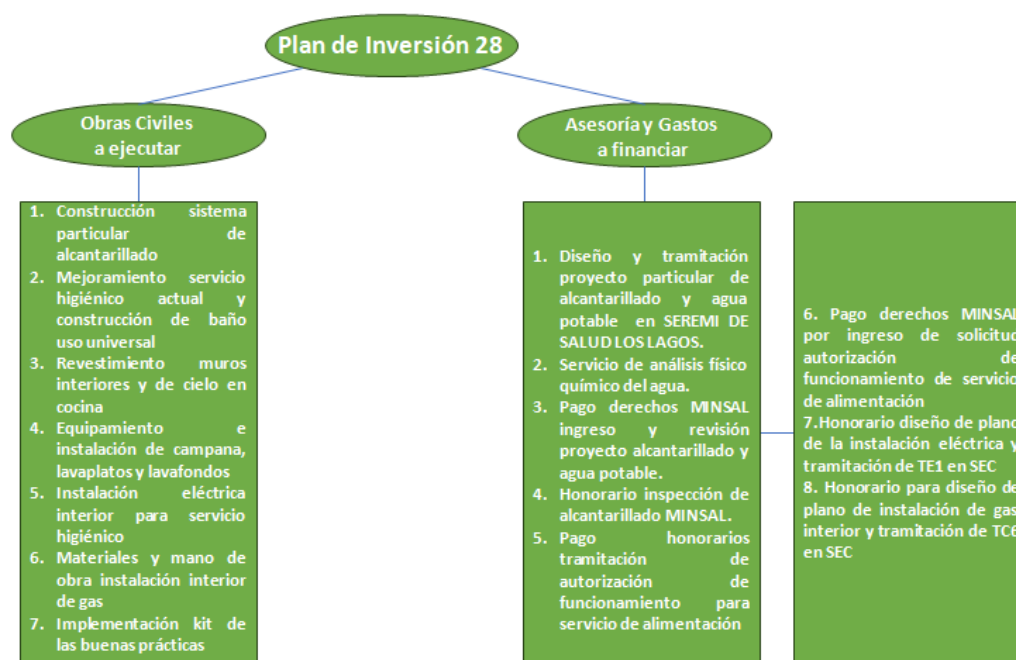 Plan de Inversión 28
Obras Civiles
a ejecutar
Asesoría y Gastos
a financiar
1. Construcción sistema
particular de
alcantarillado
2. Mejoramiento servicio
higiénico actual y
construcción de baño
uso universal
3. Revestimiento muros
interiores y de cielo en
cocina
4. Equipamiento e
instalación de campana,
lavaplatos y lavafondos
5. Instalación eléctrica
interior para servicio
higiénico
6. Materiales y mano de
obra instalación interior
de gas
7. Implementación kit de
las buenas prácticas
1. Diseño y tramitación
proyecto particular de
alcantarillado y agua
potable en SEREMI DE
SALUD LOS LAGOS.
2. Servicio de análisis físico
químico del agua.
3. Pago derechos MINSAL
ingreso y revisión
proyecto alcantarillado y
agua potable.
4. Honorario inspección de
alcantarillado MINSAL.
5. Pago honorarios
tramitación de
autorización de
funcionamiento para
servicio de alimentación
6. Pago derechos MINSAL
por ingreso de solicitud
autorización de
funcionamiento de servicio
de alimentación
7.Honorario diseño de plano
de la instalación eléctrica y
tramitación de TE1 en SEC
8. Honorario para diseño de
plano de instalación de gas
interior y tramitación de TC6
en SEC